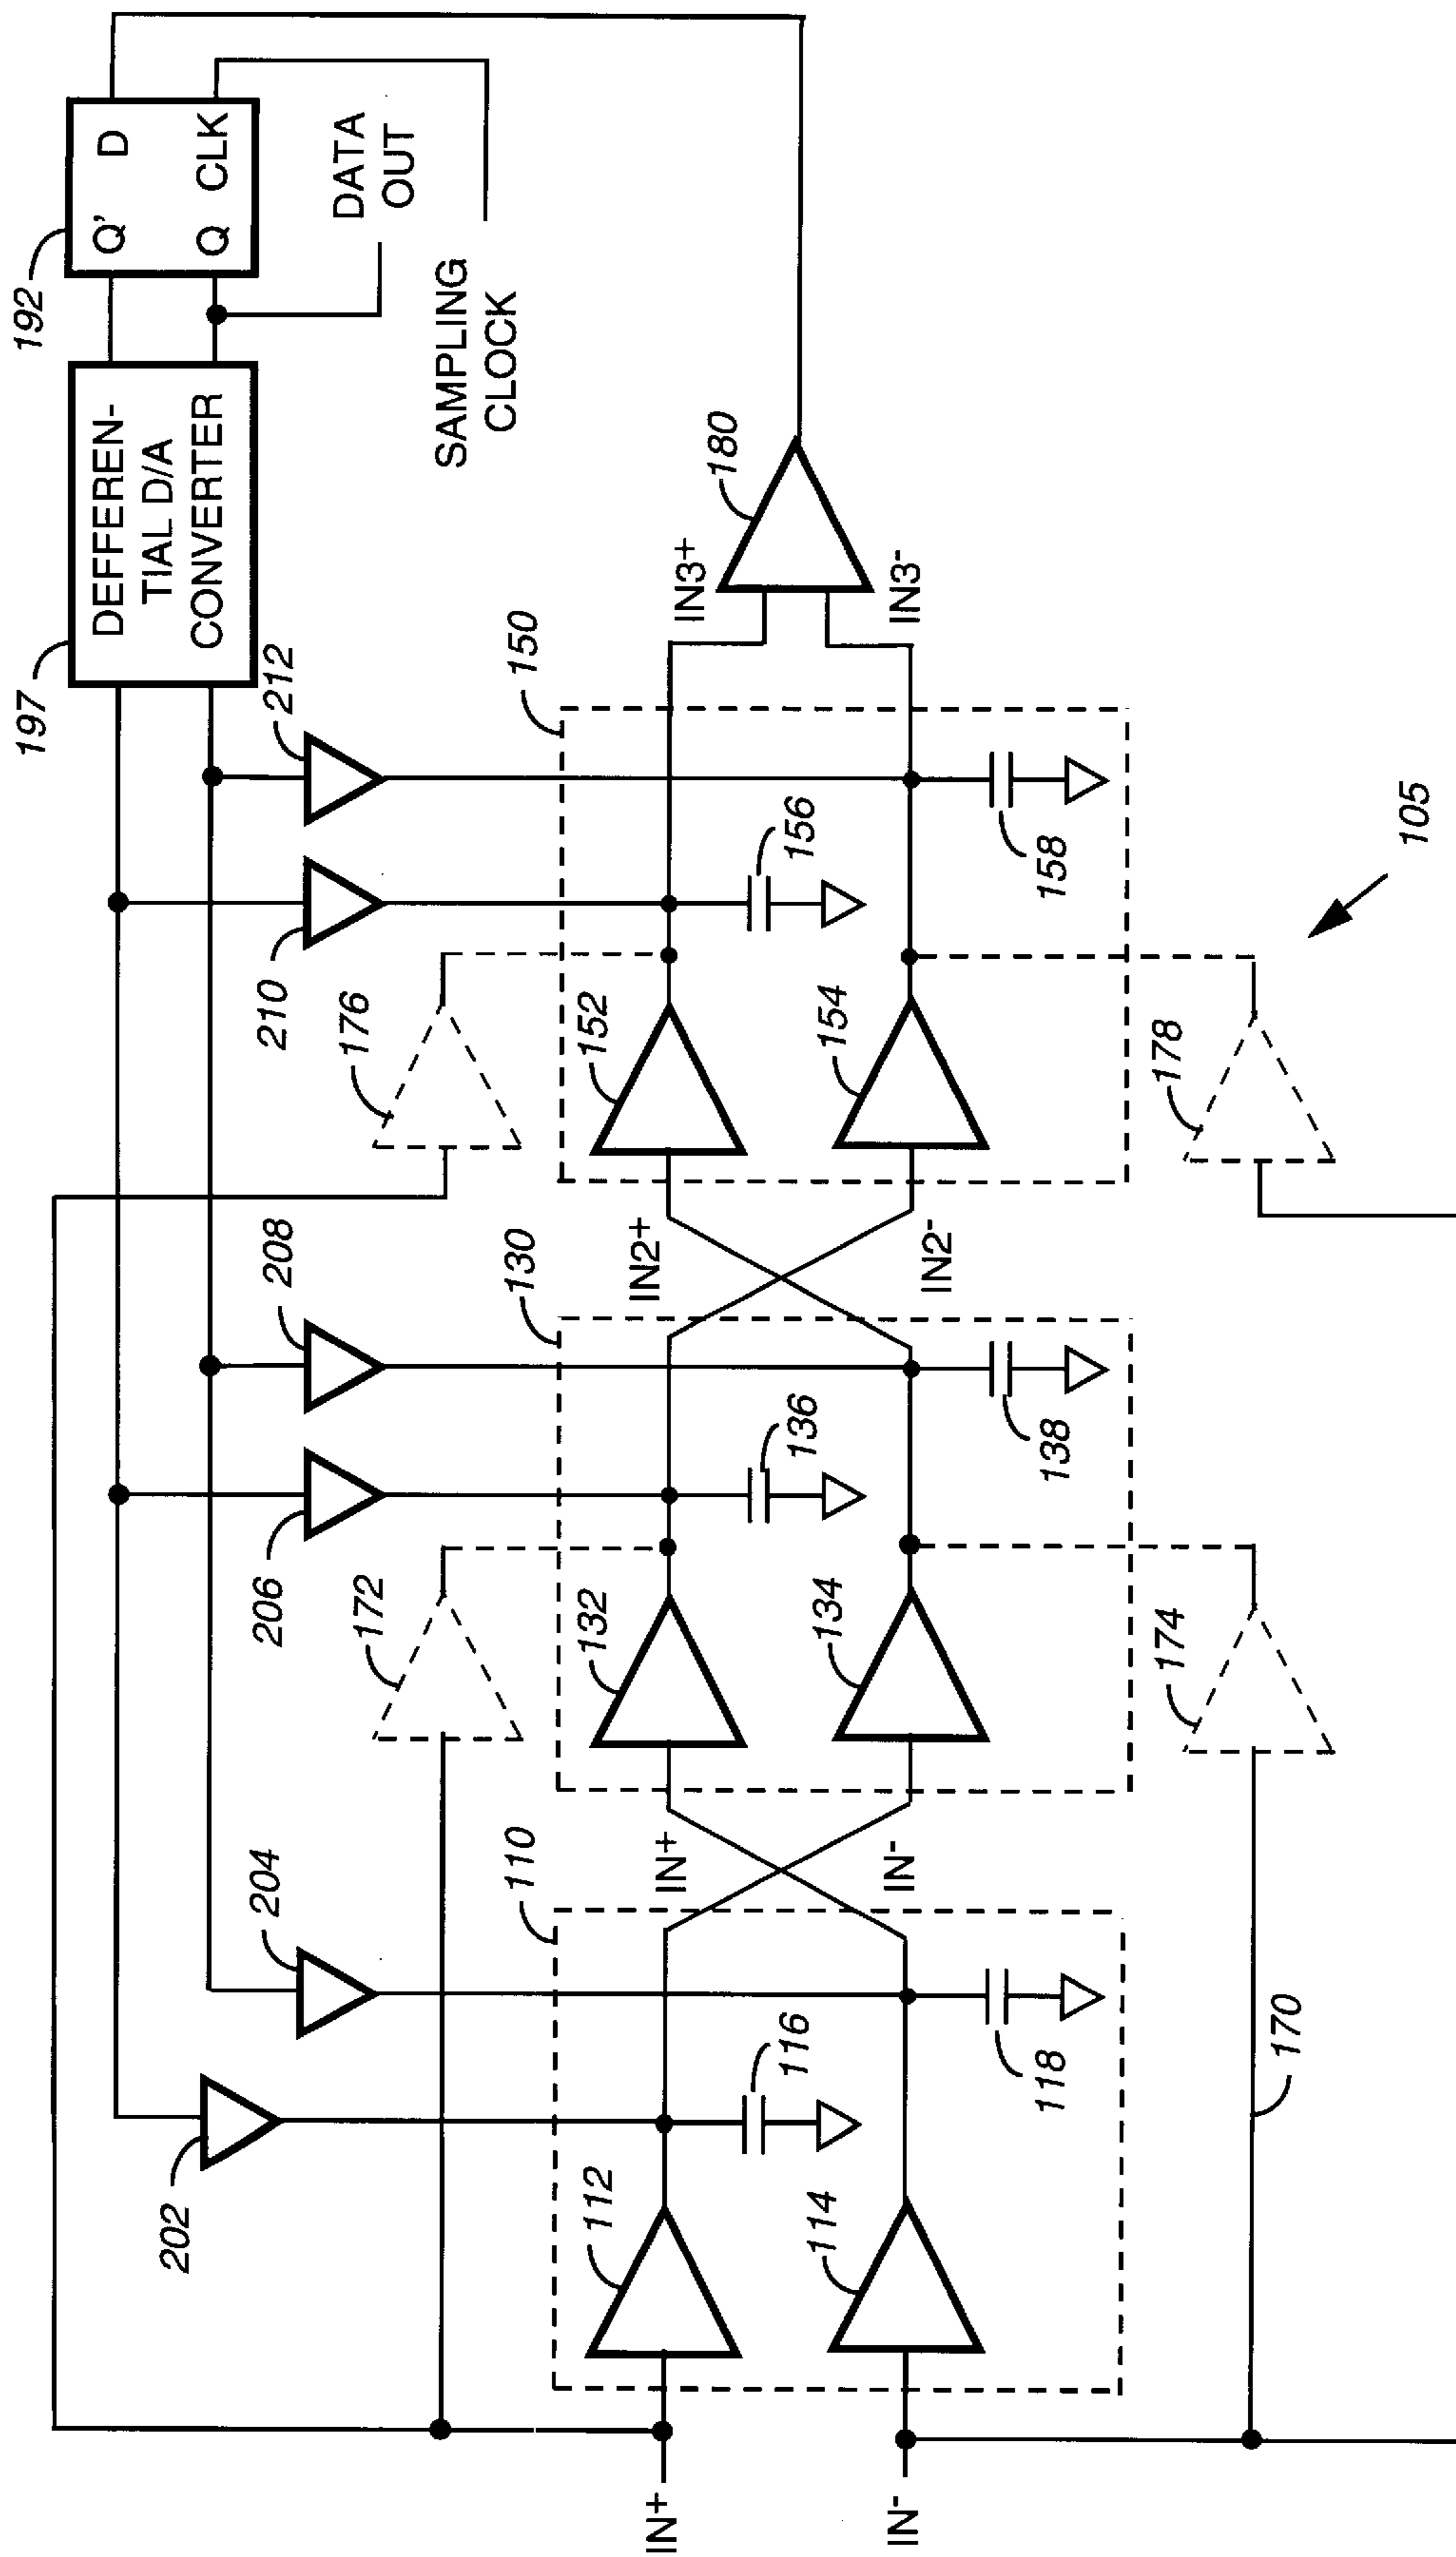 197
DEFFEREN-
TIAL D/A
CONVERTER
192
Q' D
Q CLK
DATA
OUT
SAMPLING
CLOCK
202
204
206
208
210
212
172
176
110
130
150
112
116
132
136
152
156
IN+
IN+
IN2+
IN3+
180
114
118
134
138
154
158
IN-
IN-
IN2-
IN3-
170
174
178
105